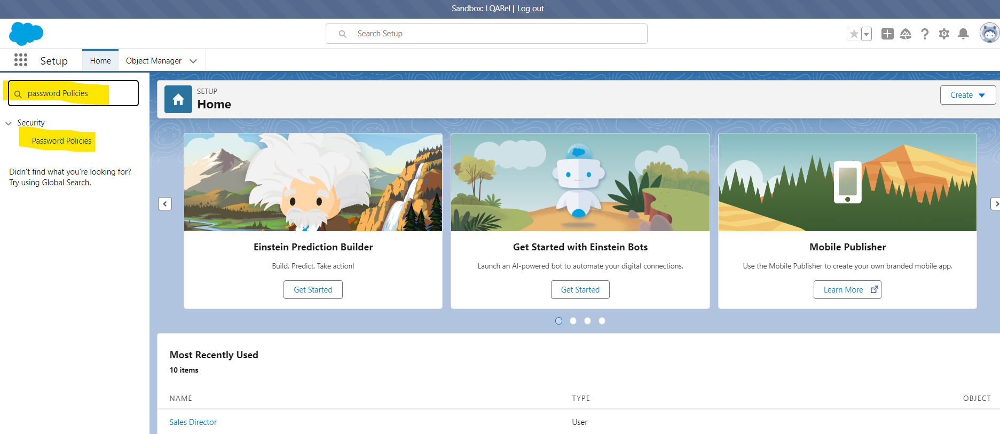 Sandbox: LQARel | Log out
Search Setup
Setup
Home
Object Manager
password Policies
Security
Password Policies
Didn't find what you're looking for?
Try using Global Search.
SETUP
Home
Create
Einstein Prediction Builder
Build. Predict. Take action!
Get Started
Get Started with Einstein Bots
Launch an AI-powered bot to automate your digital connections.
Get Started
Mobile Publisher
Use the Mobile Publisher to create your own branded mobile app.
Learn More
Most Recently Used
10 items
NAME
TYPE
OBJECT
Sales Director
User